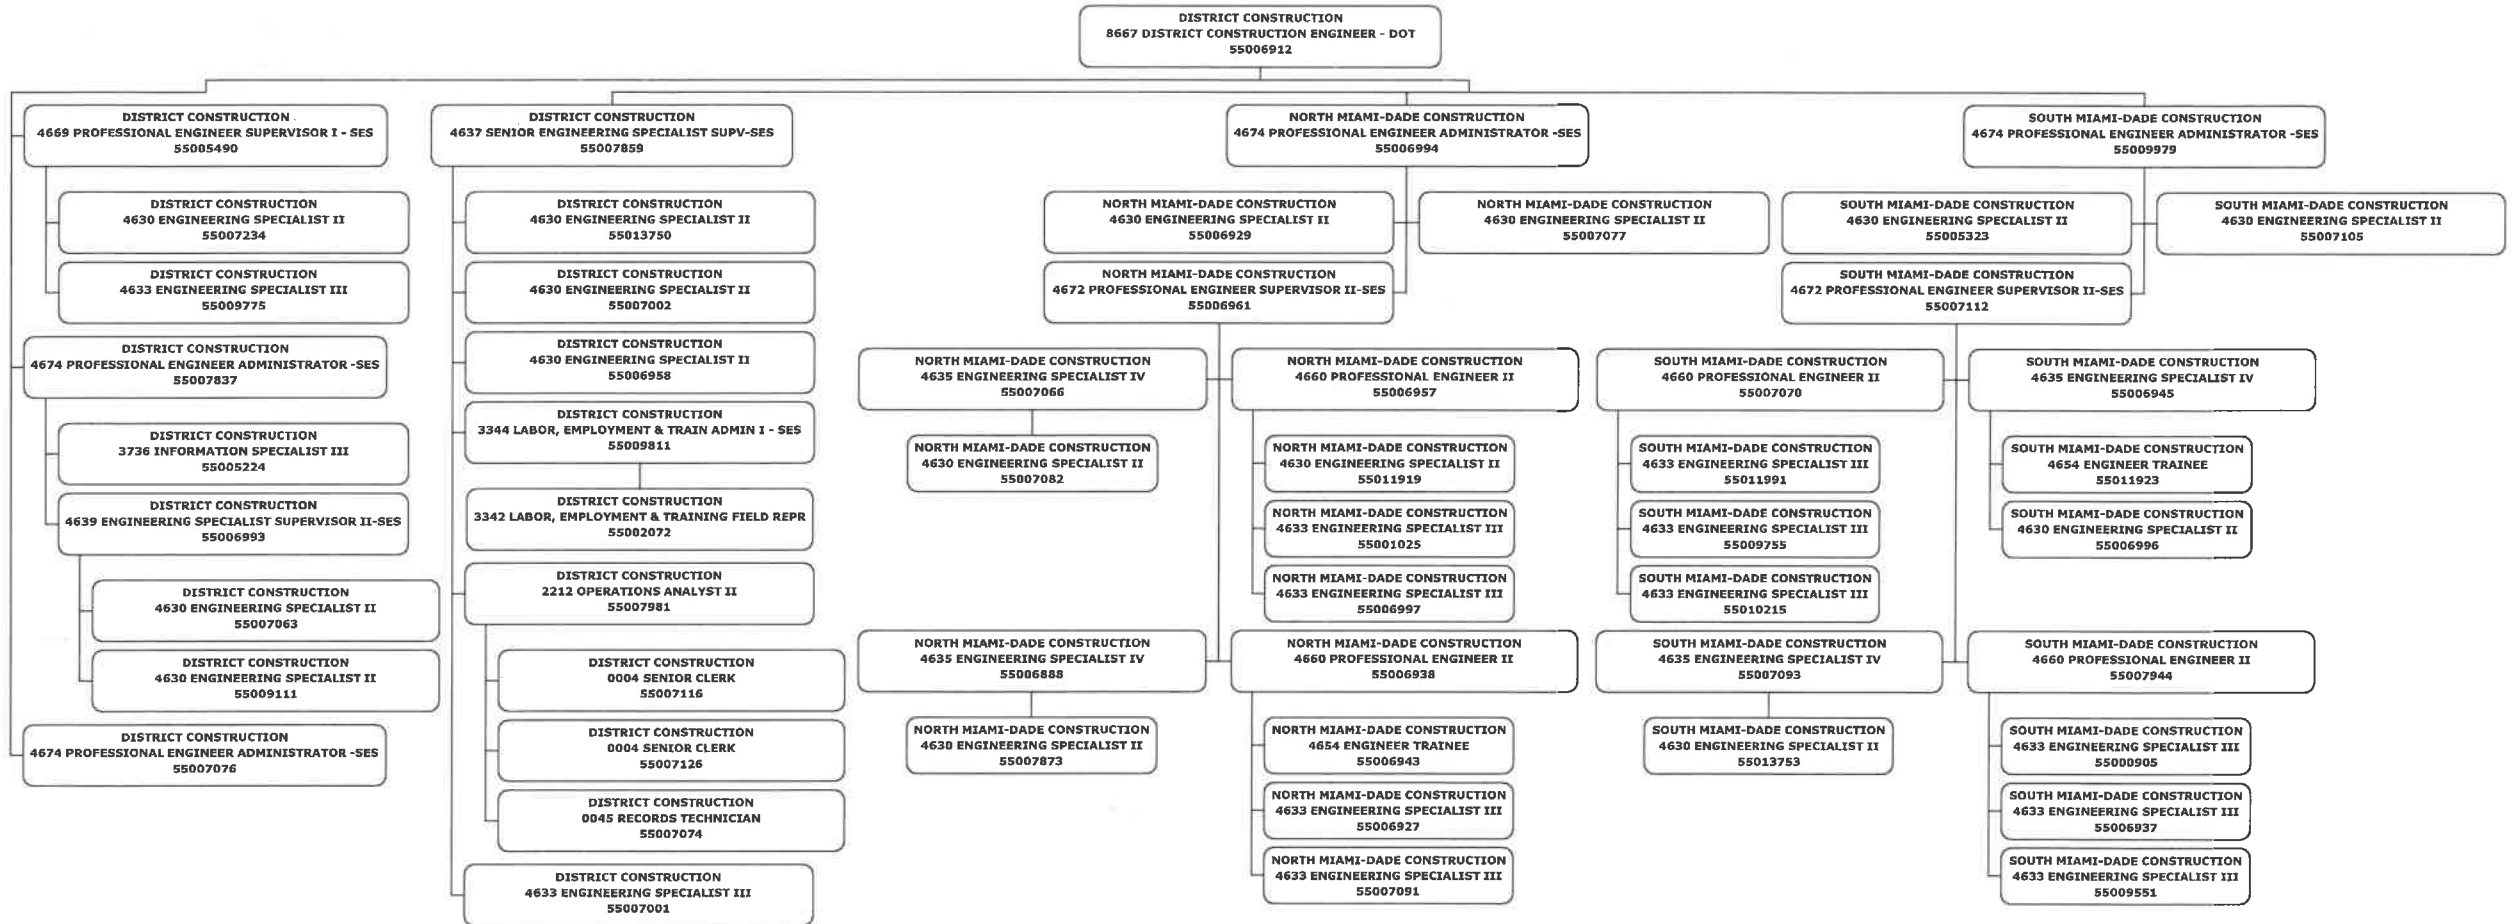 DISTRICT CONSTRUCTION
8667 DISTRICT CONSTRUCTION ENGINEER - DOT
55006912
DISTRICT CONSTRUCTION
4669 PROFESSIONAL ENGINEER SUPERVISOR I - SES
55005490
DISTRICT CONSTRUCTION
4630 ENGINEERING SPECIALIST II
55007234
DISTRICT CONSTRUCTION
4633 ENGINEERING SPECIALIST III
55009775
DISTRICT CONSTRUCTION
4674 PROFESSIONAL ENGINEER ADMINISTRATOR -SES
55007837
DISTRICT CONSTRUCTION
3736 INFORMATION SPECIALIST III
55005224
DISTRICT CONSTRUCTION
4639 ENGINEERING SPECIALIST SUPERVISOR II-SES
55006993
DISTRICT CONSTRUCTION
4630 ENGINEERING SPECIALIST II
55007063
DISTRICT CONSTRUCTION
4630 ENGINEERING SPECIALIST II
55009111
DISTRICT CONSTRUCTION
4674 PROFESSIONAL ENGINEER ADMINISTRATOR -SES
55007076
DISTRICT CONSTRUCTION
4637 SENIOR ENGINEERING SPECIALIST SUPV-SES
55007859
DISTRICT CONSTRUCTION
4630 ENGINEERING SPECIALIST II
55013750
DISTRICT CONSTRUCTION
4630 ENGINEERING SPECIALIST II
55007002
DISTRICT CONSTRUCTION
4630 ENGINEERING SPECIALIST II
55006958
DISTRICT CONSTRUCTION
3344 LABOR, EMPLOYMENT & TRAIN ADMIN I - SES
55009811
DISTRICT CONSTRUCTION
3342 LABOR, EMPLOYMENT & TRAINING FIELD REPR
55002072
DISTRICT CONSTRUCTION
2212 OPERATIONS ANALYST II
55007981
DISTRICT CONSTRUCTION
0004 SENIOR CLERK
55007116
DISTRICT CONSTRUCTION
0004 SENIOR CLERK
55007126
DISTRICT CONSTRUCTION
0045 RECORDS TECHNICIAN
55007074
DISTRICT CONSTRUCTION
4633 ENGINEERING SPECIALIST III
55007001
NORTH MIAMI-DADE CONSTRUCTION
4674 PROFESSIONAL ENGINEER ADMINISTRATOR -SES
55006994
NORTH MIAMI-DADE CONSTRUCTION
4630 ENGINEERING SPECIALIST II
55006929
NORTH MIAMI-DADE CONSTRUCTION
4630 ENGINEERING SPECIALIST II
55007077
NORTH MIAMI-DADE CONSTRUCTION
4672 PROFESSIONAL ENGINEER SUPERVISOR II-SES
55006961
NORTH MIAMI-DADE CONSTRUCTION
4635 ENGINEERING SPECIALIST IV
55007066
NORTH MIAMI-DADE CONSTRUCTION
4630 ENGINEERING SPECIALIST II
55007082
NORTH MIAMI-DADE CONSTRUCTION
4660 PROFESSIONAL ENGINEER II
55006957
NORTH MIAMI-DADE CONSTRUCTION
4630 ENGINEERING SPECIALIST II
55011919
NORTH MIAMI-DADE CONSTRUCTION
4633 ENGINEERING SPECIALIST III
55001025
NORTH MIAMI-DADE CONSTRUCTION
4633 ENGINEERING SPECIALIST III
55006997
NORTH MIAMI-DADE CONSTRUCTION
4635 ENGINEERING SPECIALIST IV
55006888
NORTH MIAMI-DADE CONSTRUCTION
4630 ENGINEERING SPECIALIST II
55007873
NORTH MIAMI-DADE CONSTRUCTION
4660 PROFESSIONAL ENGINEER II
55006938
NORTH MIAMI-DADE CONSTRUCTION
4654 ENGINEER TRAINEE
55006943
NORTH MIAMI-DADE CONSTRUCTION
4633 ENGINEERING SPECIALIST III
55006927
NORTH MIAMI-DADE CONSTRUCTION
4633 ENGINEERING SPECIALIST III
55007091
SOUTH MIAMI-DADE CONSTRUCTION
4674 PROFESSIONAL ENGINEER ADMINISTRATOR -SES
55009979
SOUTH MIAMI-DADE CONSTRUCTION
4630 ENGINEERING SPECIALIST II
55005323
SOUTH MIAMI-DADE CONSTRUCTION
4630 ENGINEERING SPECIALIST II
55007105
SOUTH MIAMI-DADE CONSTRUCTION
4672 PROFESSIONAL ENGINEER SUPERVISOR II-SES
55007112
SOUTH MIAMI-DADE CONSTRUCTION
4660 PROFESSIONAL ENGINEER II
55007070
SOUTH MIAMI-DADE CONSTRUCTION
4633 ENGINEERING SPECIALIST III
55011991
SOUTH MIAMI-DADE CONSTRUCTION
4633 ENGINEERING SPECIALIST III
55009755
SOUTH MIAMI-DADE CONSTRUCTION
4633 ENGINEERING SPECIALIST III
55010215
SOUTH MIAMI-DADE CONSTRUCTION
4635 ENGINEERING SPECIALIST IV
55006945
SOUTH MIAMI-DADE CONSTRUCTION
4654 ENGINEER TRAINEE
55011923
SOUTH MIAMI-DADE CONSTRUCTION
4630 ENGINEERING SPECIALIST II
55006996
SOUTH MIAMI-DADE CONSTRUCTION
4635 ENGINEERING SPECIALIST IV
55007093
SOUTH MIAMI-DADE CONSTRUCTION
4630 ENGINEERING SPECIALIST II
55013753
SOUTH MIAMI-DADE CONSTRUCTION
4660 PROFESSIONAL ENGINEER II
55007944
SOUTH MIAMI-DADE CONSTRUCTION
4633 ENGINEERING SPECIALIST III
55000905
SOUTH MIAMI-DADE CONSTRUCTION
4633 ENGINEERING SPECIALIST III
55006937
SOUTH MIAMI-DADE CONSTRUCTION
4633 ENGINEERING SPECIALIST III
55009551